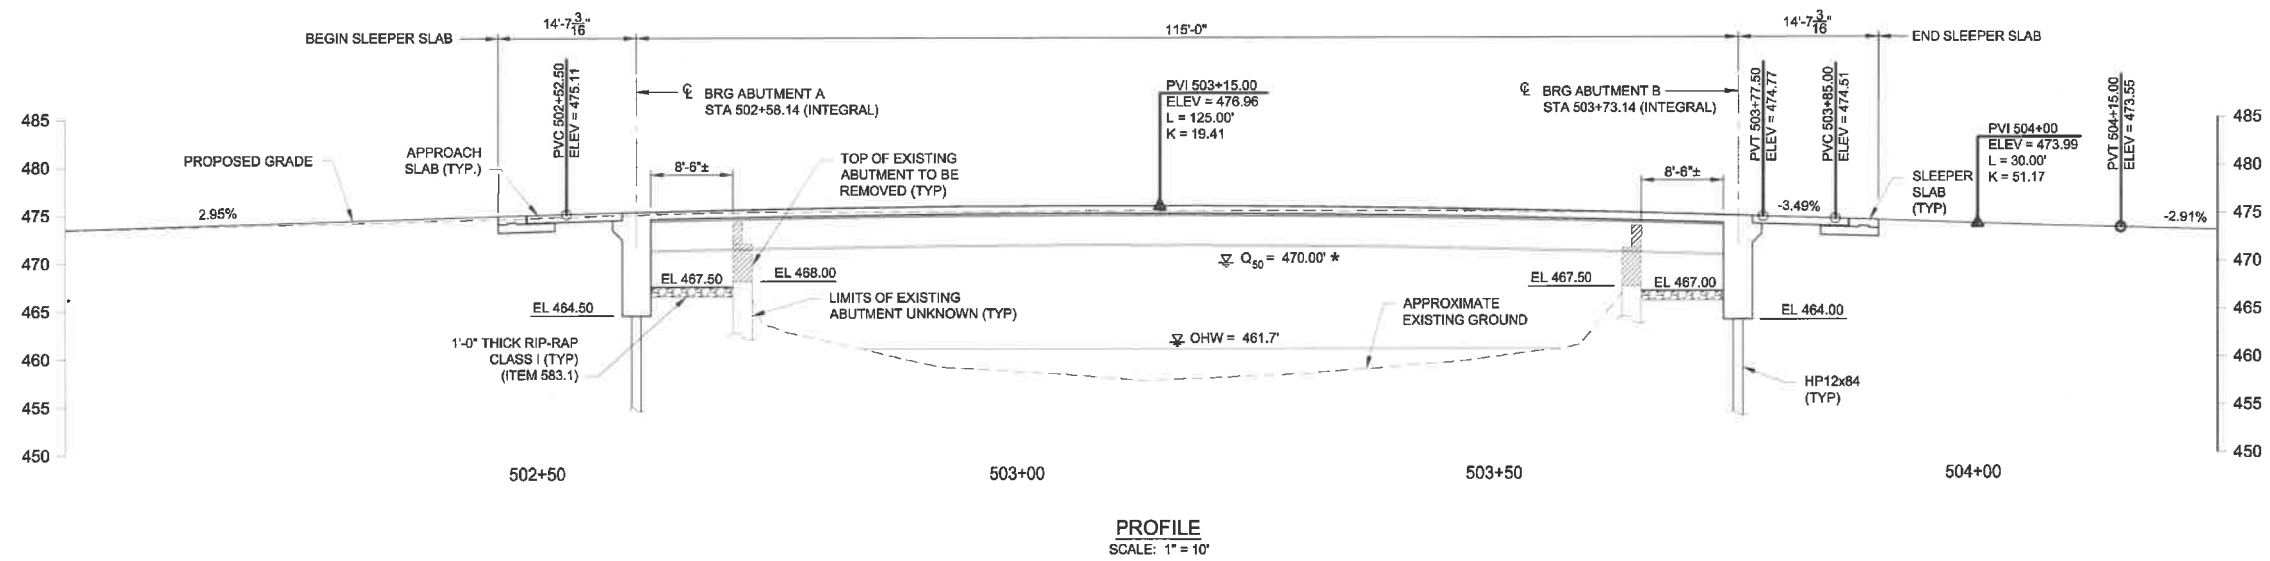 14'-7 3/16"
115'-0"
14'-7 3/16"
BEGIN SLEEPER SLAB
END SLEEPER SLAB
PVC 502+52.50
ELEV = 475.11
℄ BRG ABUTMENT A
STA 502+58.14 (INTEGRAL)
PVI 503+15.00
ELEV = 476.96
L = 125.00'
K = 19.41
℄ BRG ABUTMENT B
STA 503+73.14 (INTEGRAL)
PVT 503+77.50
ELEV = 474.77
PVC 503+85.00
ELEV = 474.51
PVI 504+00
ELEV = 473.99
L = 30.00'
K = 51.17
PVT 504+15.00
ELEV = 473.55
485
480
475
470
465
460
455
450
PROPOSED GRADE
2.95%
APPROACH
SLAB (TYP.)
8'-6"±
TOP OF EXISTING
ABUTMENT TO BE
REMOVED (TYP)
8'-6"±
-3.49%
SLEEPER
SLAB
(TYP)
-2.91%
Q50 = 470.00' *
EL 467.50
EL 468.00
EL 467.50
EL 467.00
EL 464.50
LIMITS OF EXISTING
ABUTMENT UNKNOWN (TYP)
APPROXIMATE
EXISTING GROUND
EL 464.00
1'-0" THICK RIP-RAP
CLASS I (TYP)
(ITEM 583.1)
OHW = 461.7'
HP12x84
(TYP)
485
480
475
470
465
460
455
450
502+50
503+00
503+50
504+00
PROFILE
SCALE: 1" = 10'